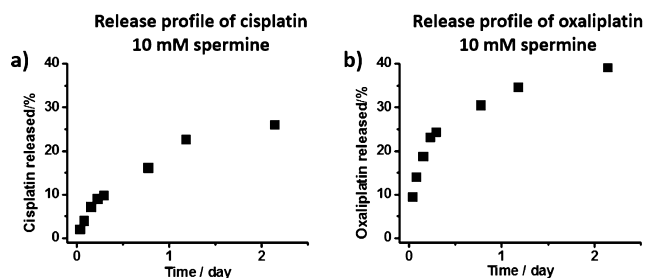 Release profile of cisplatin
10 mM spermine
a)
40
30
20
10
0
Cisplatin released/%
0
1
2
Time / day
Release profile of oxaliplatin
10 mM spermine
b)
40
30
20
10
0
Oxaliplatin released/%
0
1
2
Time / day